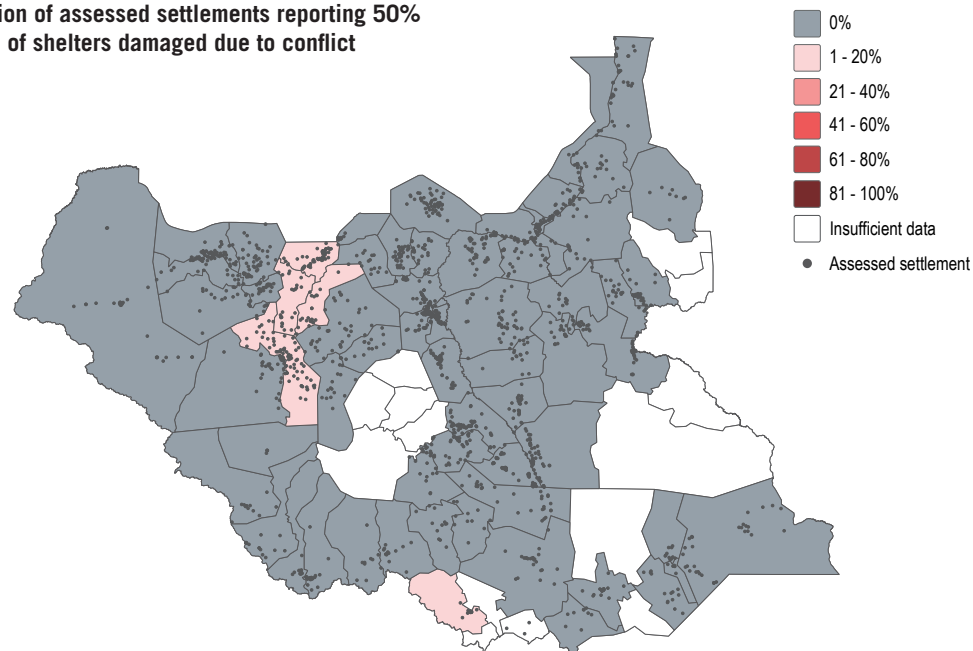 of assessed settlements reporting 50%
of shelters damaged due to conflict
0%
1 - 20%
21 - 40%
41 - 60%
61 - 80%
81 - 100%
Insufficient data
Assessed settlement